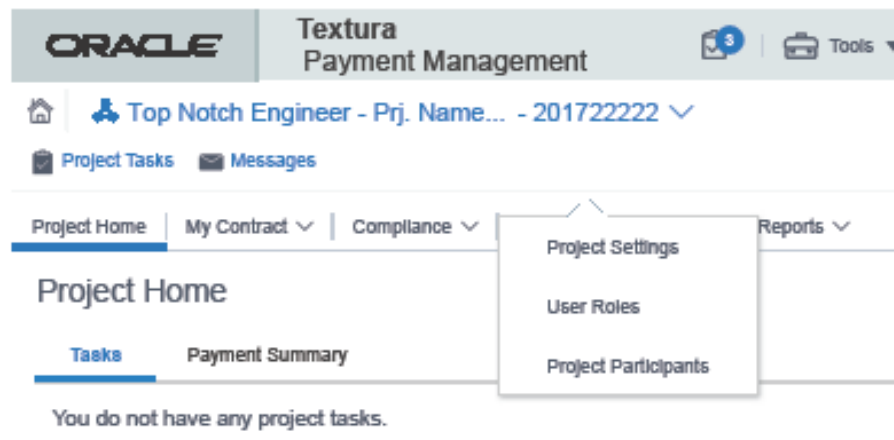 ORACLE
Textura
Payment Management
3
Tools
Top Notch Engineer - Prj. Name... - 201722222
Project Tasks
Messages
Project Home
My Contract
Compliance
Reports
Project Settings
User Roles
Project Participants
Project Home
Tasks
Payment Summary
You do not have any project tasks.